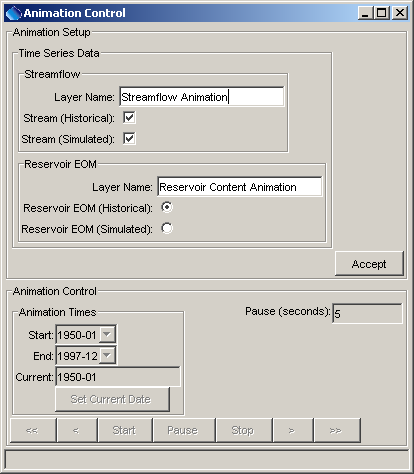 Animation Control
Animation Setup
Time Series Data
Streamflow
Layer Name: Streamflow Animation
Stream (Historical):
Stream (Simulated):
Reservoir EOM
Layer Name: Reservoir Content Animation
Reservoir EOM (Historical):
Reservoir EOM (Simulated):
Accept
Animation Control
Animation Times
Pause (seconds): 5
Start: 1950-01
End: 1997-12
Current: 1950-01
Set Current Date
<< < Start Pause Stop > >>